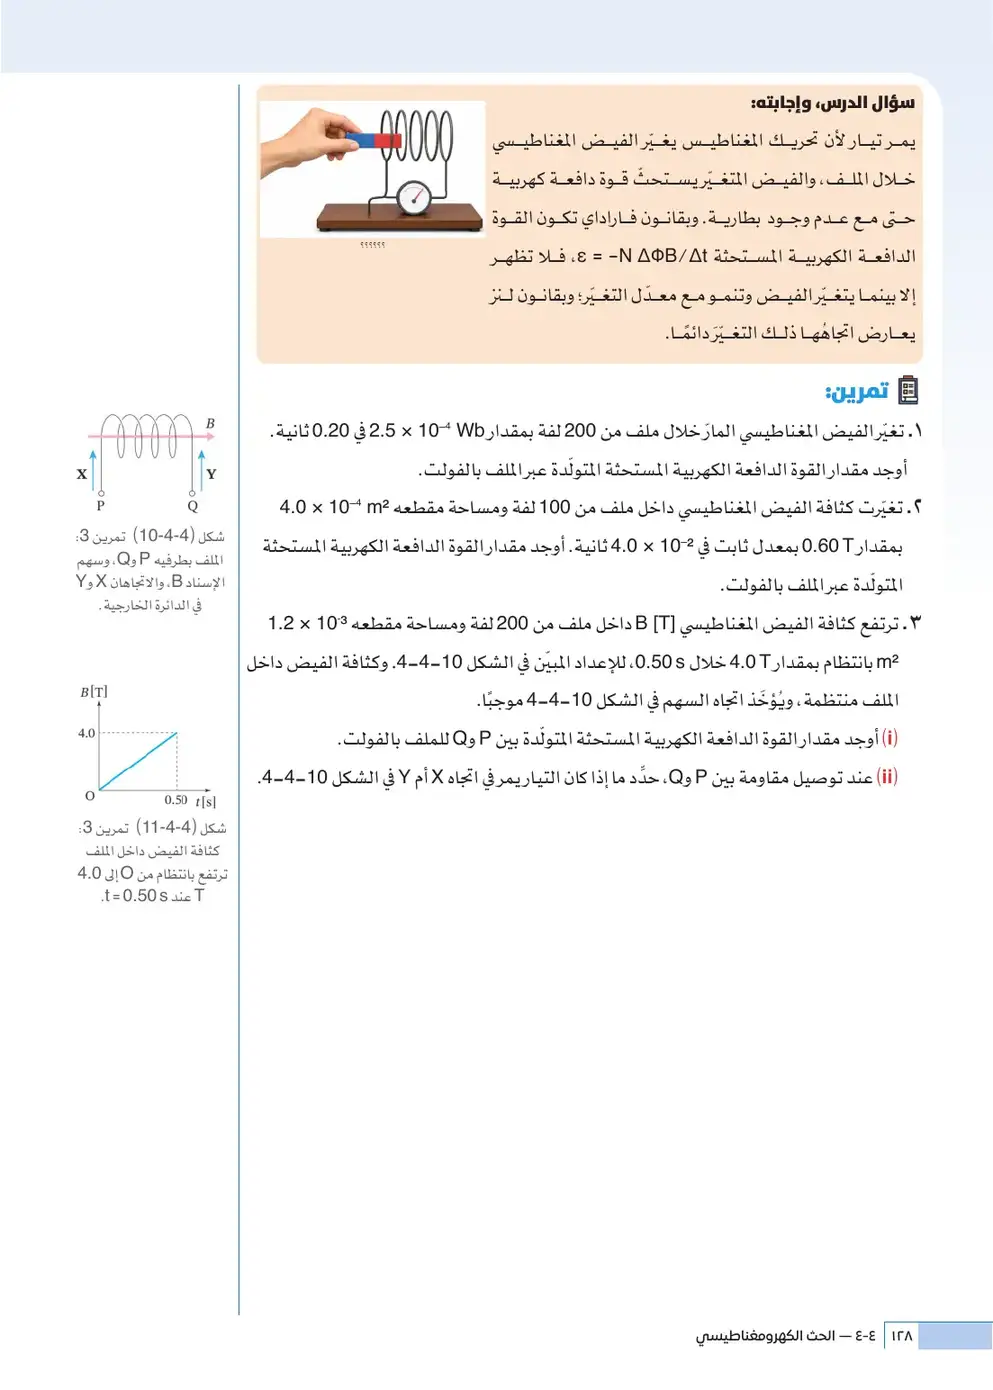 سؤال الدرس، وإجابته:
يمر تيار لأن تحريك المغناطيس يغيّر الفيض المغناطيسي
خلال الملف، والفيض المتغيّر يستحثّ قوة دافعة كهربية
حتى مع عدم وجود بطارية. وبقانون فاراداي تكون القوة
الدافعة الكهربية المستحثة ε = −N ΔΦB/Δt، فلا تظهر
إلا بينما يتغيّر الفيض وتنمو مع معدّل التغيّر؛ وبقانون لنز
يعارض اتجاهُها ذلك التغيّرَ دائمًا.
؟؟؟؟؟؟
تمرين:
١. تغيّر الفيض المغناطيسي المارّ خلال ملف من 200 لفة بمقدار 2.5 × 10⁻⁴ Wb في 0.20 ثانية.
أوجد مقدار القوة الدافعة الكهربية المستحثة المتولّدة عبر الملف بالفولت.
٢. تغيّرت كثافة الفيض المغناطيسي داخل ملف من 100 لفة ومساحة مقطعه 4.0 × 10⁻⁴ m²
بمقدار 0.60 T بمعدل ثابت في 4.0 × 10⁻² ثانية. أوجد مقدار القوة الدافعة الكهربية المستحثة
المتولّدة عبر الملف بالفولت.
٣. ترتفع كثافة الفيض المغناطيسي B [T] داخل ملف من 200 لفة ومساحة مقطعه 1.2 × 10⁻³
m² بانتظام بمقدار 4.0 T خلال 0.50 s، للإعداد المبيّن في الشكل 10–4–4. وكثافة الفيض داخل
الملف منتظمة، ويُؤخَذ اتجاه السهم في الشكل 10–4–4 موجبًا.
(i) أوجد مقدار القوة الدافعة الكهربية المستحثة المتولّدة بين P وQ للملف بالفولت.
(ii) عند توصيل مقاومة بين P وQ، حدِّد ما إذا كان التيار يمر في اتجاه X أم Y في الشكل 10–4–4.
B
X
Y
P
Q
شكل (4-4-10) تمرين 3:
الملف بطرفيه P وQ، وسهم
الإسناد B، والاتجاهان X وY
في الدائرة الخارجية.
B[T]
4.0
O
0.50
t[s]
شكل (4-4-11) تمرين 3:
كثافة الفيض داخل الملف
ترتفع بانتظام من O إلى 4.0
T عند t = 0.50 s.
١٢٨
٤-٤ — الحث الكهرومغناطيسي